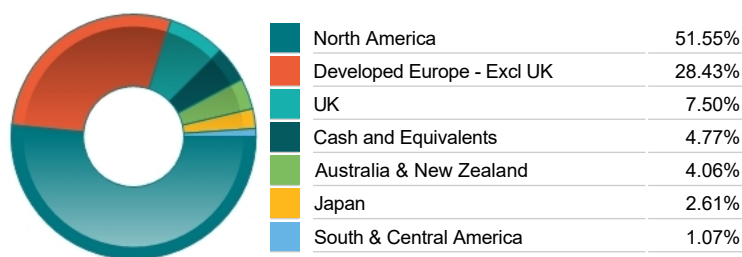 North America 51.55%
Developed Europe - Excl UK 28.43%
UK 7.50%
Cash and Equivalents 4.77%
Australia & New Zealand 4.06%
Japan 2.61%
South & Central America 1.07%